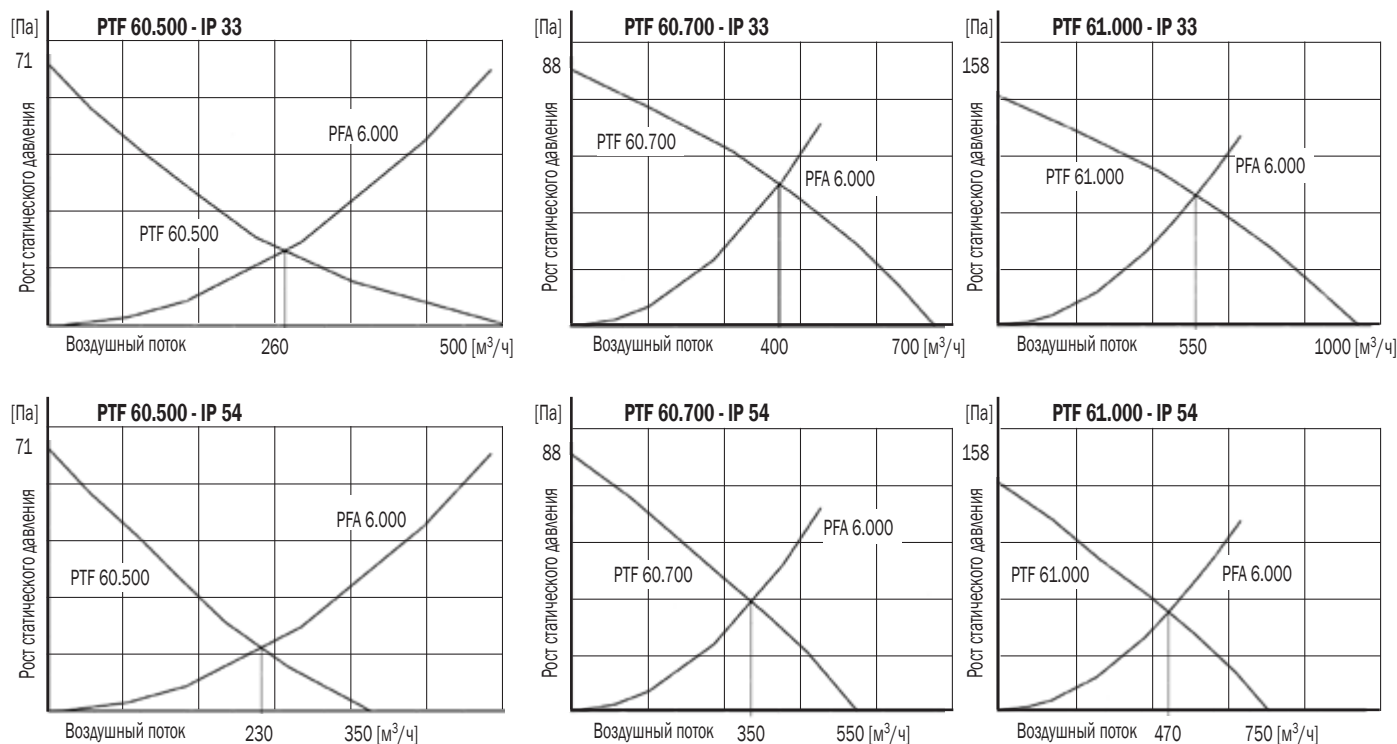 [Па]
PTF 60.500 - IP 33
71
Рост статического давления
PFA 6.000
PTF 60.500
Воздушный поток
260
500 [м³/ч]
[Па]
PTF 60.700 - IP 33
88
Рост статического давления
PTF 60.700
PFA 6.000
Воздушный поток
400
700 [м³/ч]
[Па]
PTF 61.000 - IP 33
158
Рост статического давления
PFA 6.000
PTF 61.000
Воздушный поток
550
1000 [м³/ч]
[Па]
PTF 60.500 - IP 54
71
Рост статического давления
PFA 6.000
PTF 60.500
Воздушный поток
230
350 [м³/ч]
[Па]
PTF 60.700 - IP 54
88
Рост статического давления
PFA 6.000
PTF 60.700
Воздушный поток
350
550 [м³/ч]
[Па]
PTF 61.000 - IP 54
158
Рост статического давления
PTF 61.000
PFA 6.000
Воздушный поток
470
750 [м³/ч]